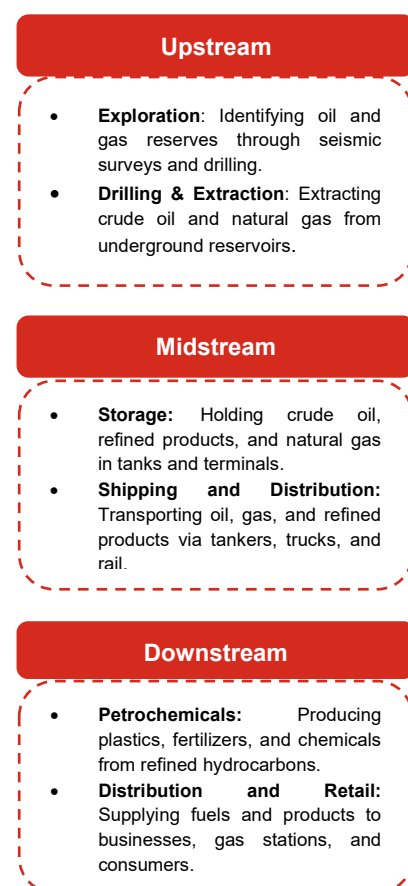 Upstream
• Exploration: Identifying oil and
gas reserves through seismic
surveys and drilling.
• Drilling & Extraction: Extracting
crude oil and natural gas from
underground reservoirs.
Midstream
• Storage: Holding crude oil,
refined products, and natural gas
in tanks and terminals.
• Shipping and Distribution:
Transporting oil, gas, and refined
products via tankers, trucks, and
rail.
Downstream
• Petrochemicals: Producing
plastics, fertilizers, and chemicals
from refined hydrocarbons.
• Distribution and Retail:
Supplying fuels and products to
businesses, gas stations, and
consumers.